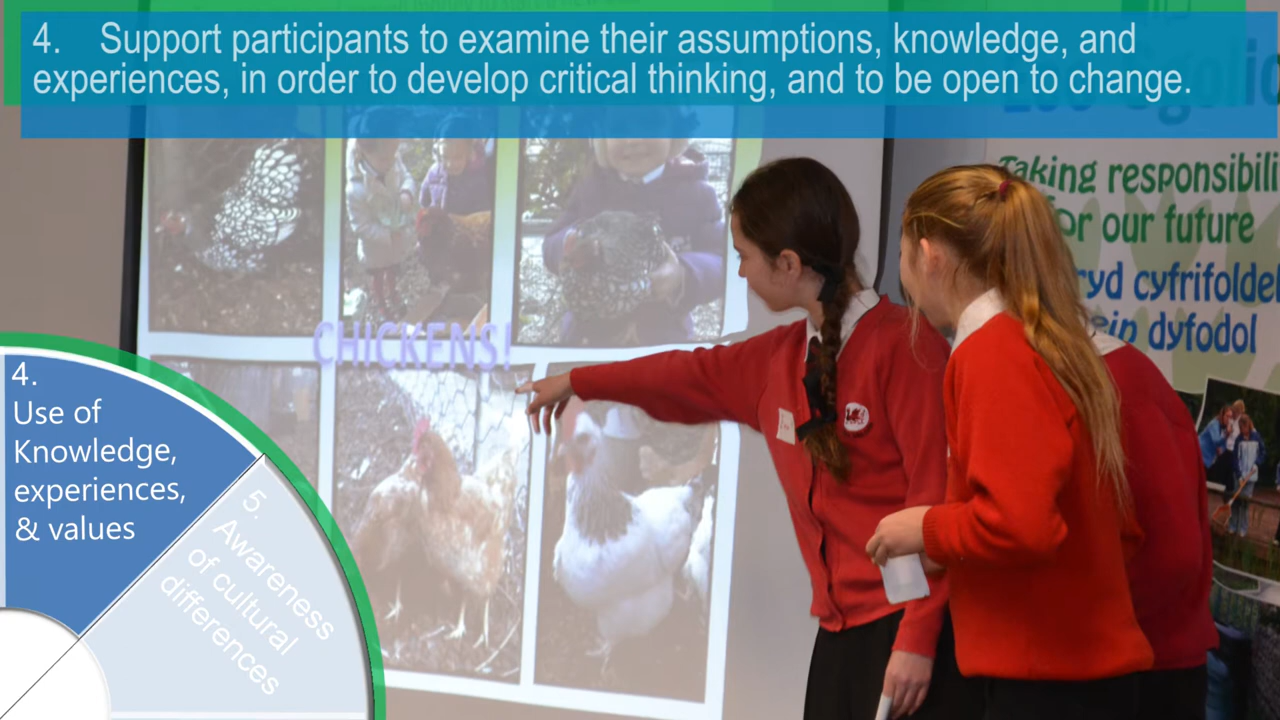 4. Support participants to examine their assumptions, knowledge, and
experiences, in order to develop critical thinking, and to be open to change.
Taking responsibili
for our future
ryd cyfrifoldeb
ein dyfodol
CHICKENS!
4.
Use of
Knowledge,
experiences,
& values
5.
Awareness
of cultural
differences